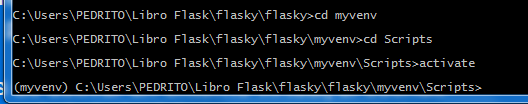 C:\Users\PEDRITO\Libro Flask\flasky\flasky>cd myvenv
C:\Users\PEDRITO\Libro Flask\flasky\flasky\myvenv>cd Scripts
C:\Users\PEDRITO\Libro Flask\flasky\flasky\myvenv\Scripts>activate
(myvenv) C:\Users\PEDRITO\Libro Flask\flasky\flasky\myvenv\Scripts>